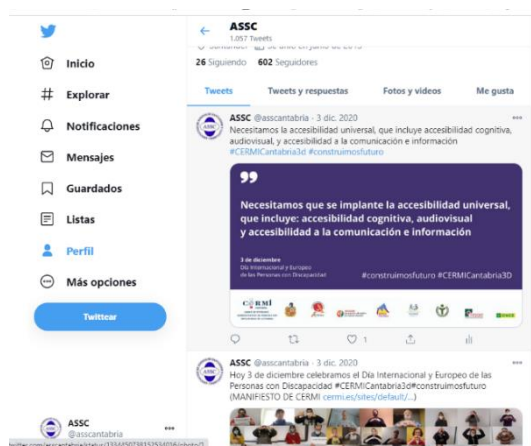 ASSC
1.057 Tweets
Inicio
Explorar
Notificaciones
Mensajes
Guardados
Listas
Perfil
Más opciones
Twittear
ASSC
@asscantabria
26 Siguiendo 602 Seguidores
Tweets Tweets y respuestas Fotos y vídeos Me gusta
ASSC @asscantabria · 3 dic. 2020
Necesitamos la accesibilidad universal, que incluye accesibilidad cognitiva,
audiovisual, y accesibilidad a la comunicación e información
#CERMICantabria3d #construimosfuturo
Necesitamos que se implante la accesibilidad universal,
que incluye: accesibilidad cognitiva, audiovisual
y accesibilidad a la comunicación e información
3 de diciembre
Día Internacional y Europeo
de las Personas con Discapacidad
#construimosfuturo #CERMICantabria3D
CERMI
1
ASSC @asscantabria · 3 dic. 2020
Hoy 3 de diciembre celebramos el Día Internacional y Europeo de las
Personas con Discapacidad #CERMICantabria3d#construimosfuturo
(MANIFIESTO DE CERMI cermi.es/sites/default/...)